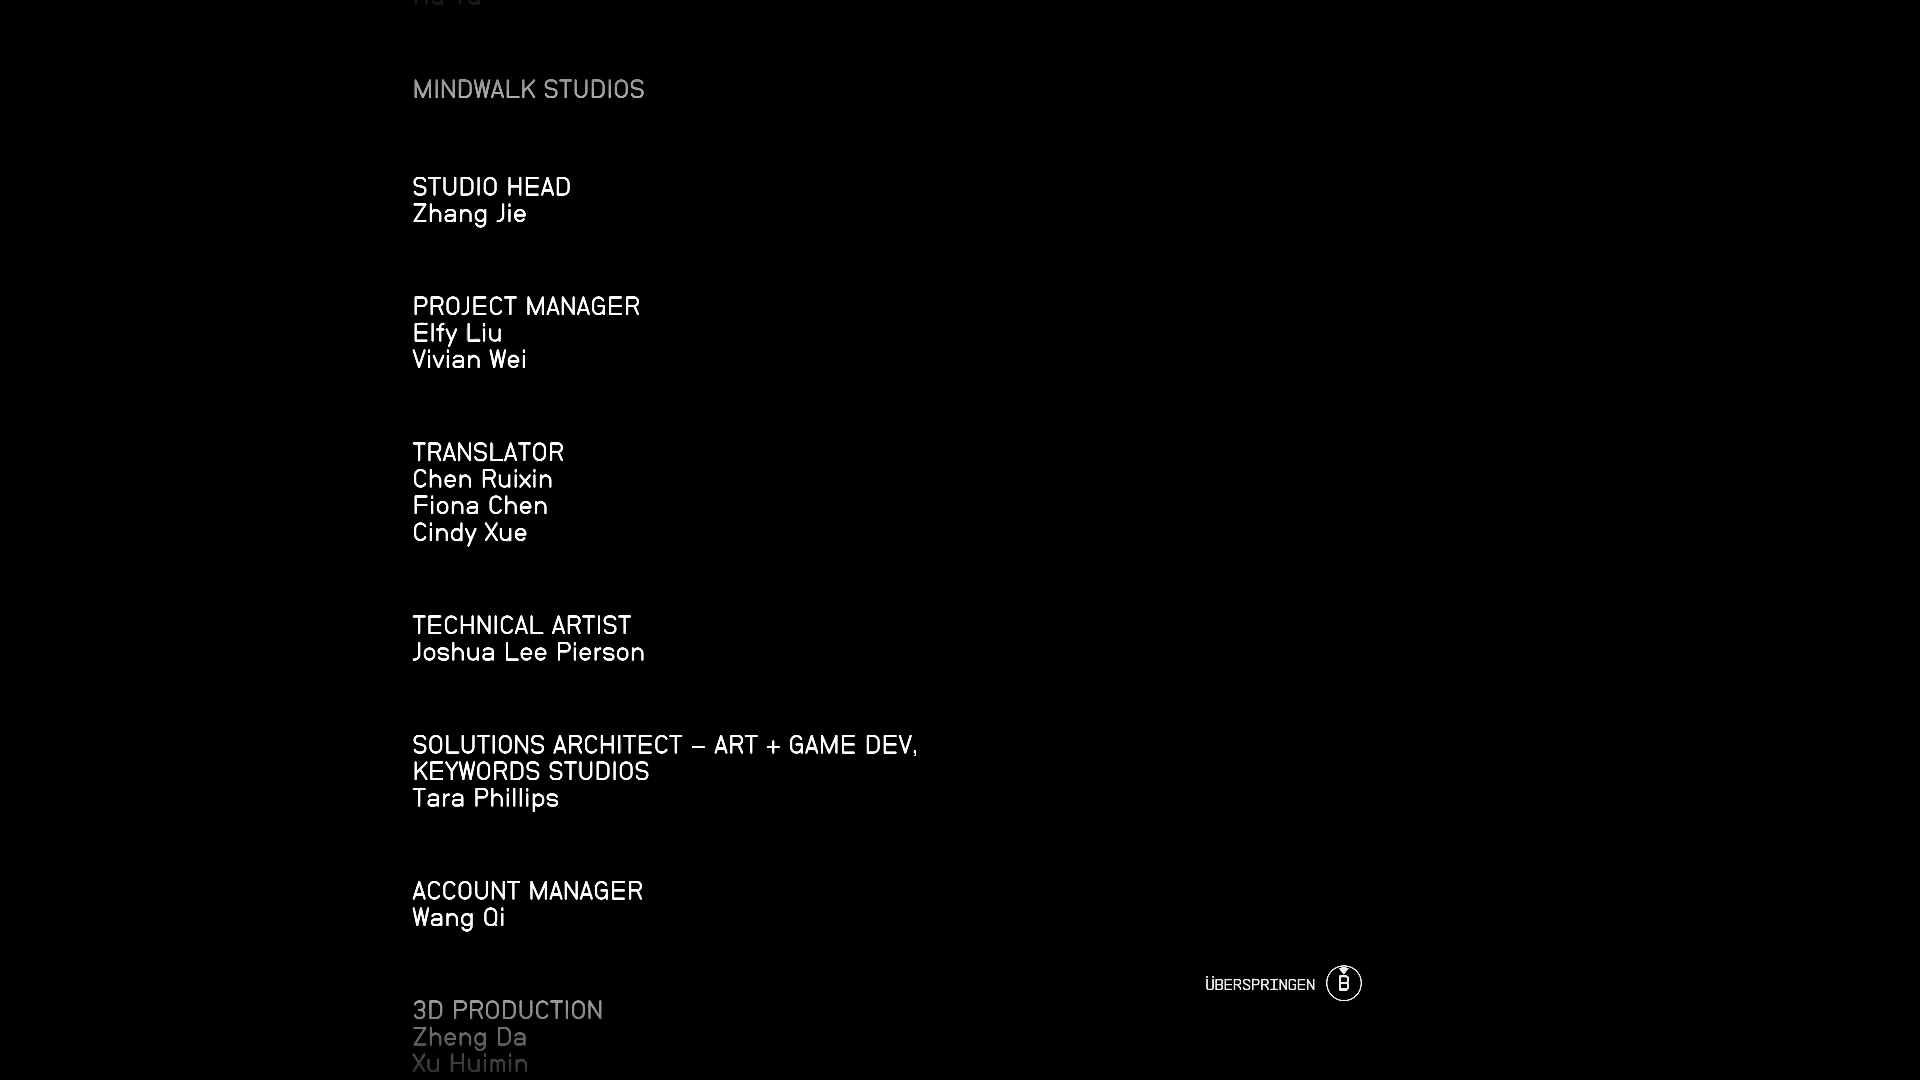 MINDWALK STUDIOS
STUDIO HEAD
Zhang Jie
PROJECT MANAGER
Elfy Liu
Vivian Wei
TRANSLATOR
Chen Ruixin
Fiona Chen
Cindy Xue
TECHNICAL ARTIST
Joshua Lee Pierson
SOLUTIONS ARCHITECT – ART + GAME DEV,
KEYWORDS STUDIOS
Tara Phillips
ACCOUNT MANAGER
Wang Qi
ÜBERSPRINGEN B
3D PRODUCTION
Zheng Da
Xu Huimin